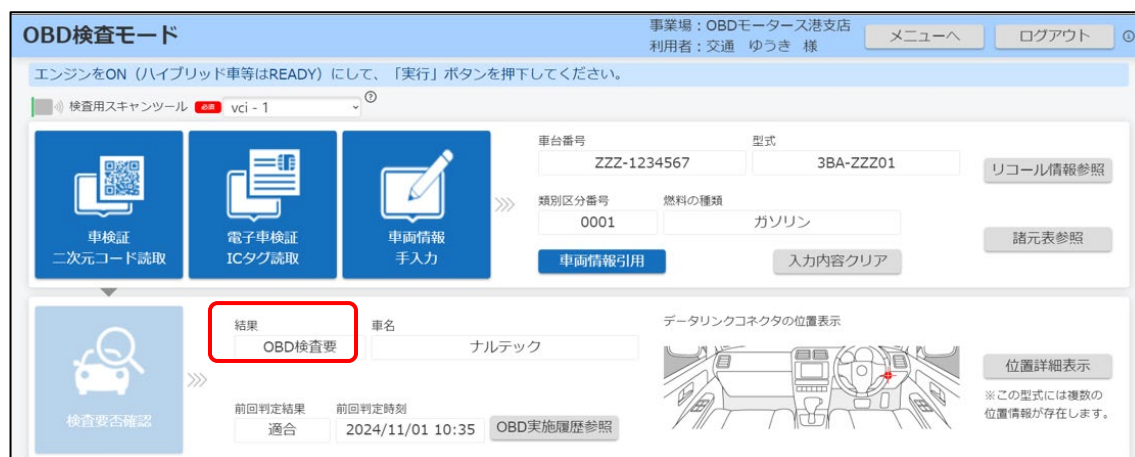 OBD検査モード
事業場：OBDモータース港支店
利用者：交通　ゆうき 様
メニューへ
ログアウト
エンジンをON（ハイブリッド車等はREADY）にして、「実行」ボタンを押下してください。
検査用スキャンツール 必須 vci - 1
車検証
二次元コード読取
電子車検証
ICタグ読取
車両情報
手入力
車台番号
ZZZ-1234567
型式
3BA-ZZZ01
リコール情報参照
類別区分番号
0001
燃料の種類
ガソリン
諸元表参照
車両情報引用
入力内容クリア
検査要否確認
結果
OBD検査要
車名
ナルテック
前回判定結果
適合
前回判定時刻
2024/11/01 10:35
OBD実施履歴参照
データリンクコネクタの位置表示
位置詳細表示
※この型式には複数の
位置情報が存在します。